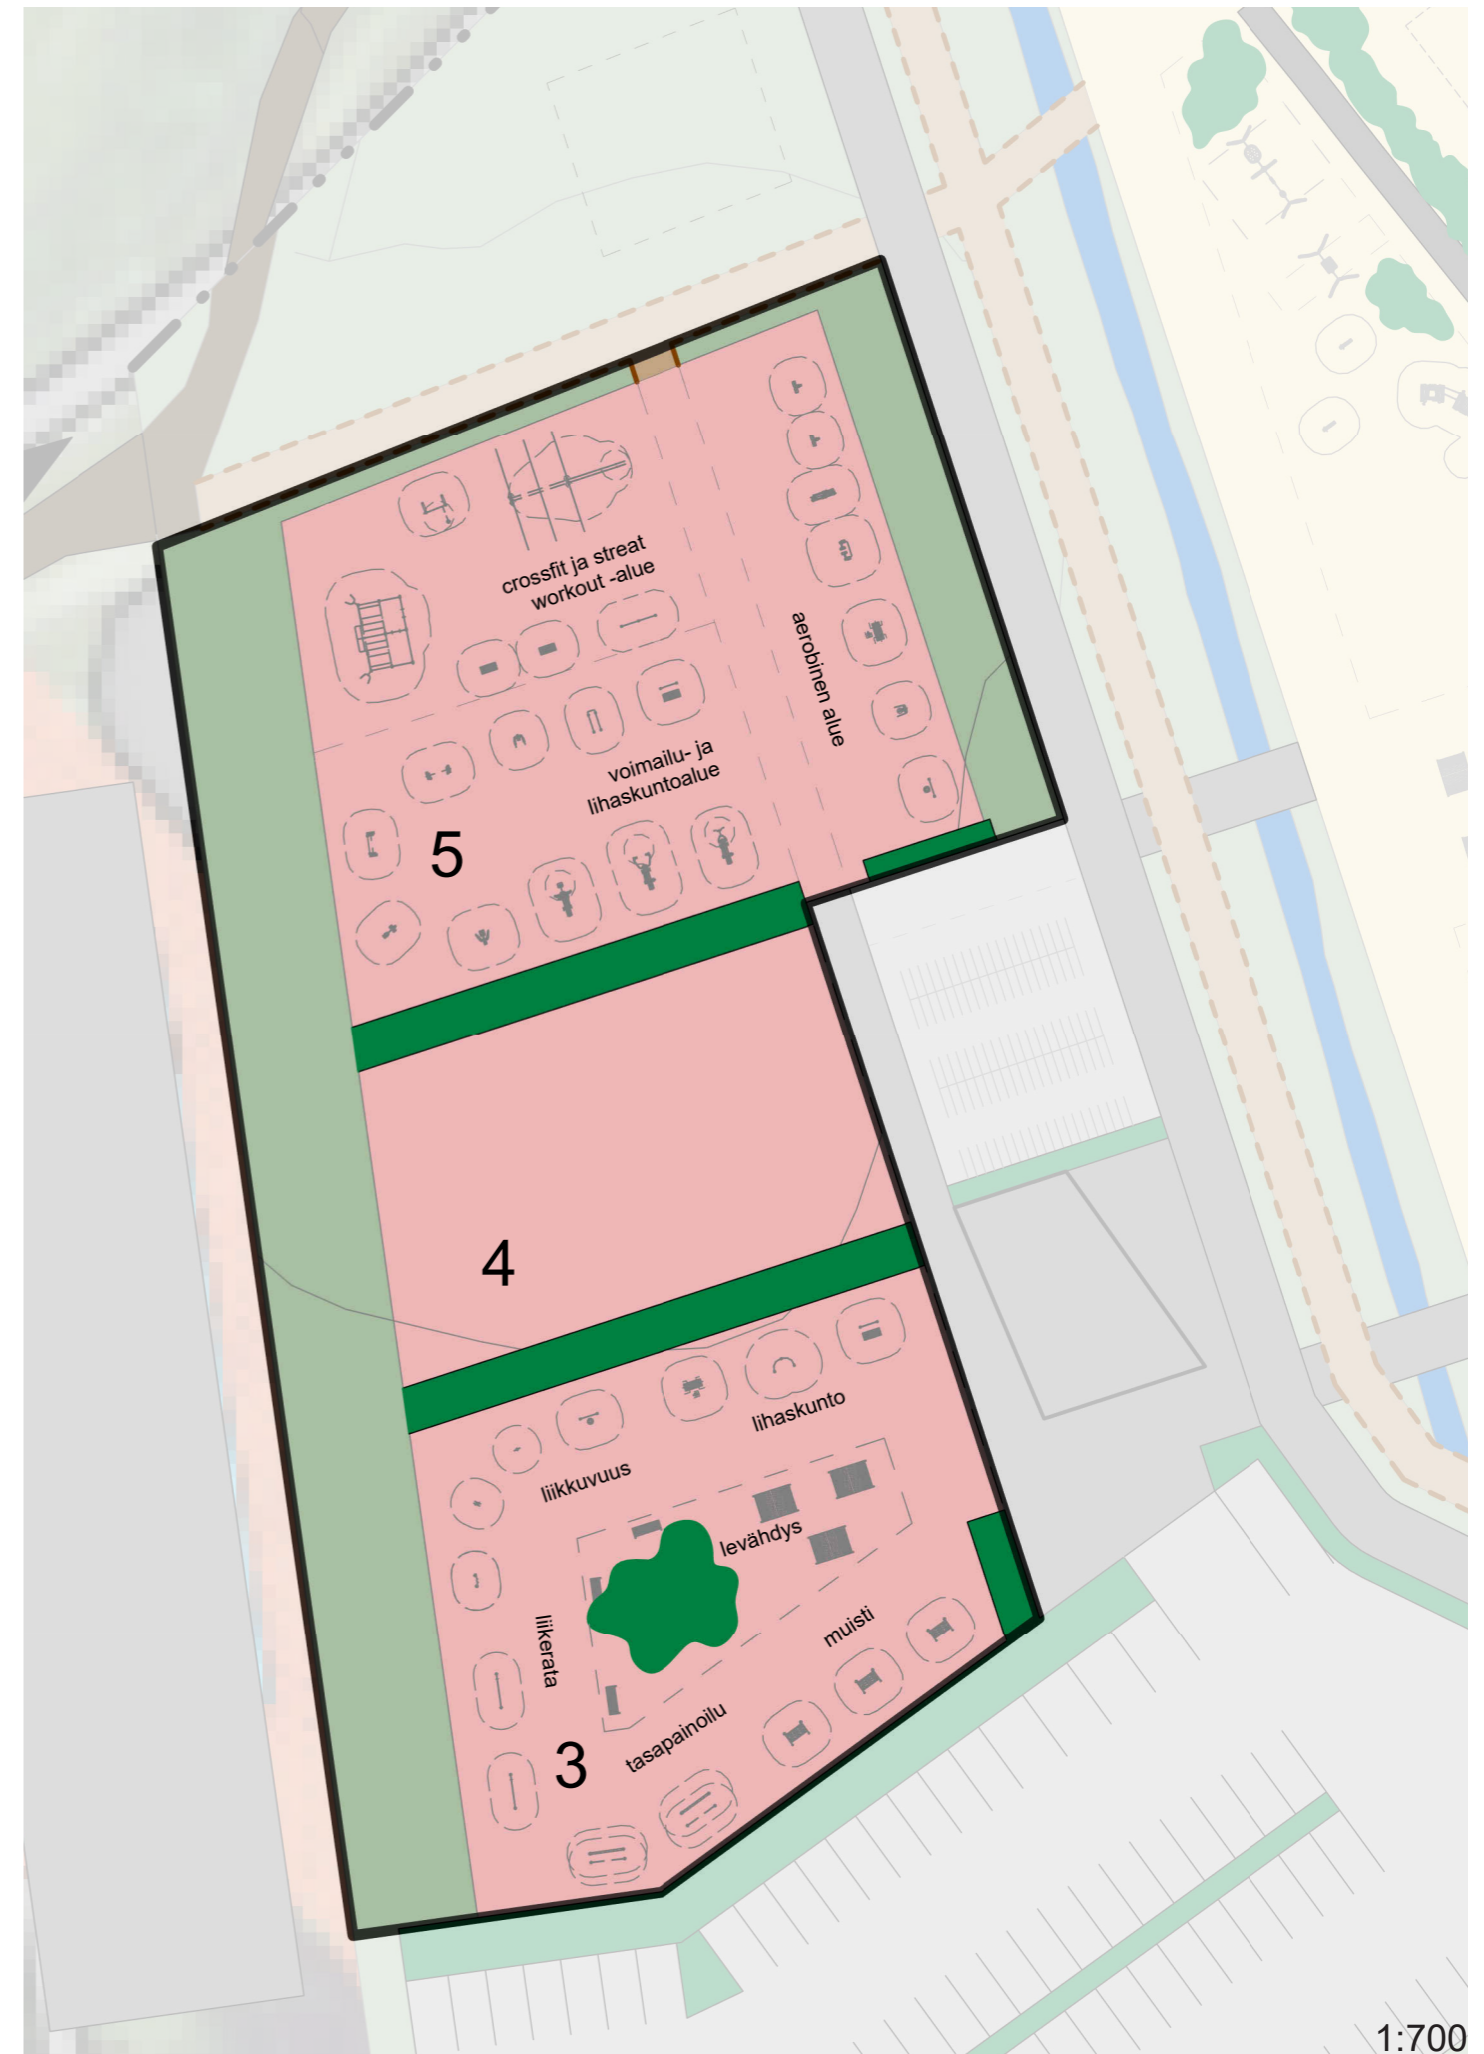 crossfit ja streat
workout -alue
aerobinen alue
voimailu- ja
lihaskuntoalue
5
4
lihaskunto
liikkuvuus
levähdys
liikerata
muisti
tasapainoilu
3
1:700